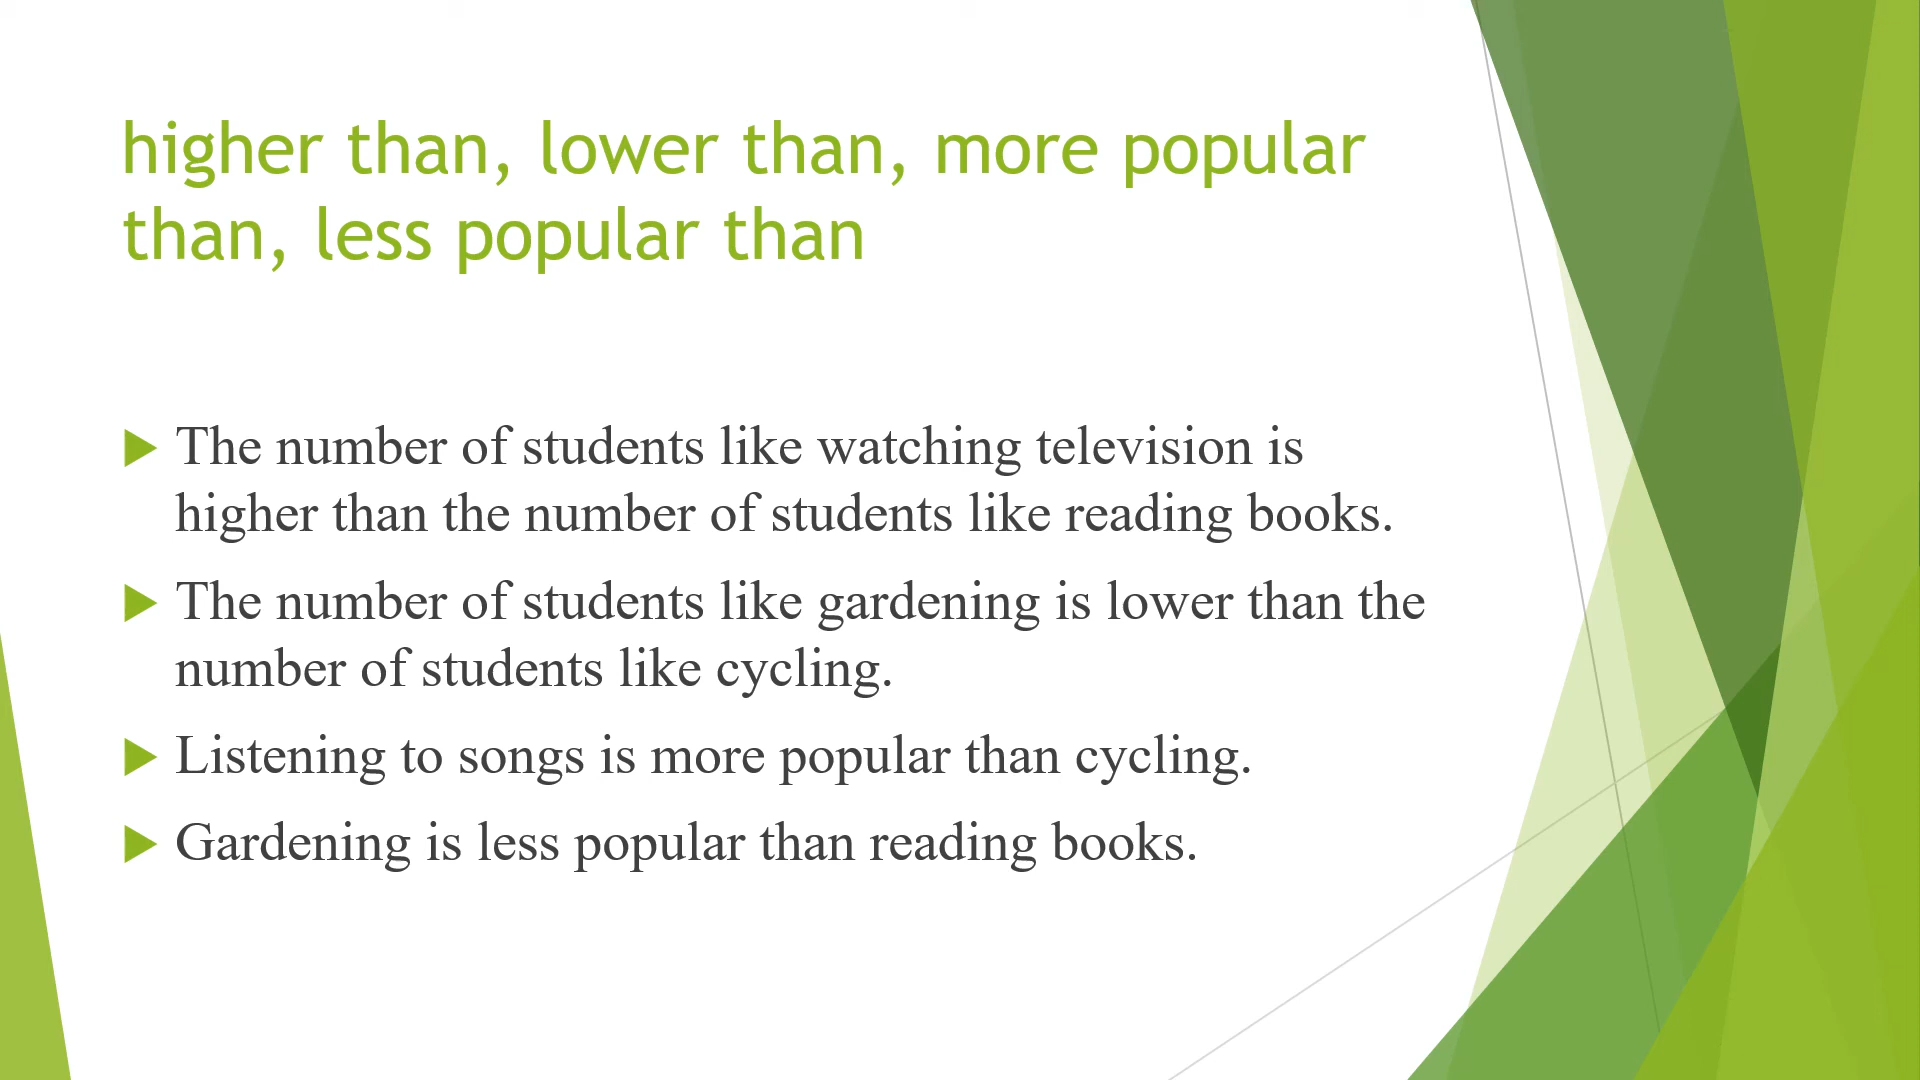 higher than, lower than, more popular
than, less popular than
The number of students like watching television is
higher than the number of students like reading books.
The number of students like gardening is lower than the
number of students like cycling.
Listening to songs is more popular than cycling.
Gardening is less popular than reading books.